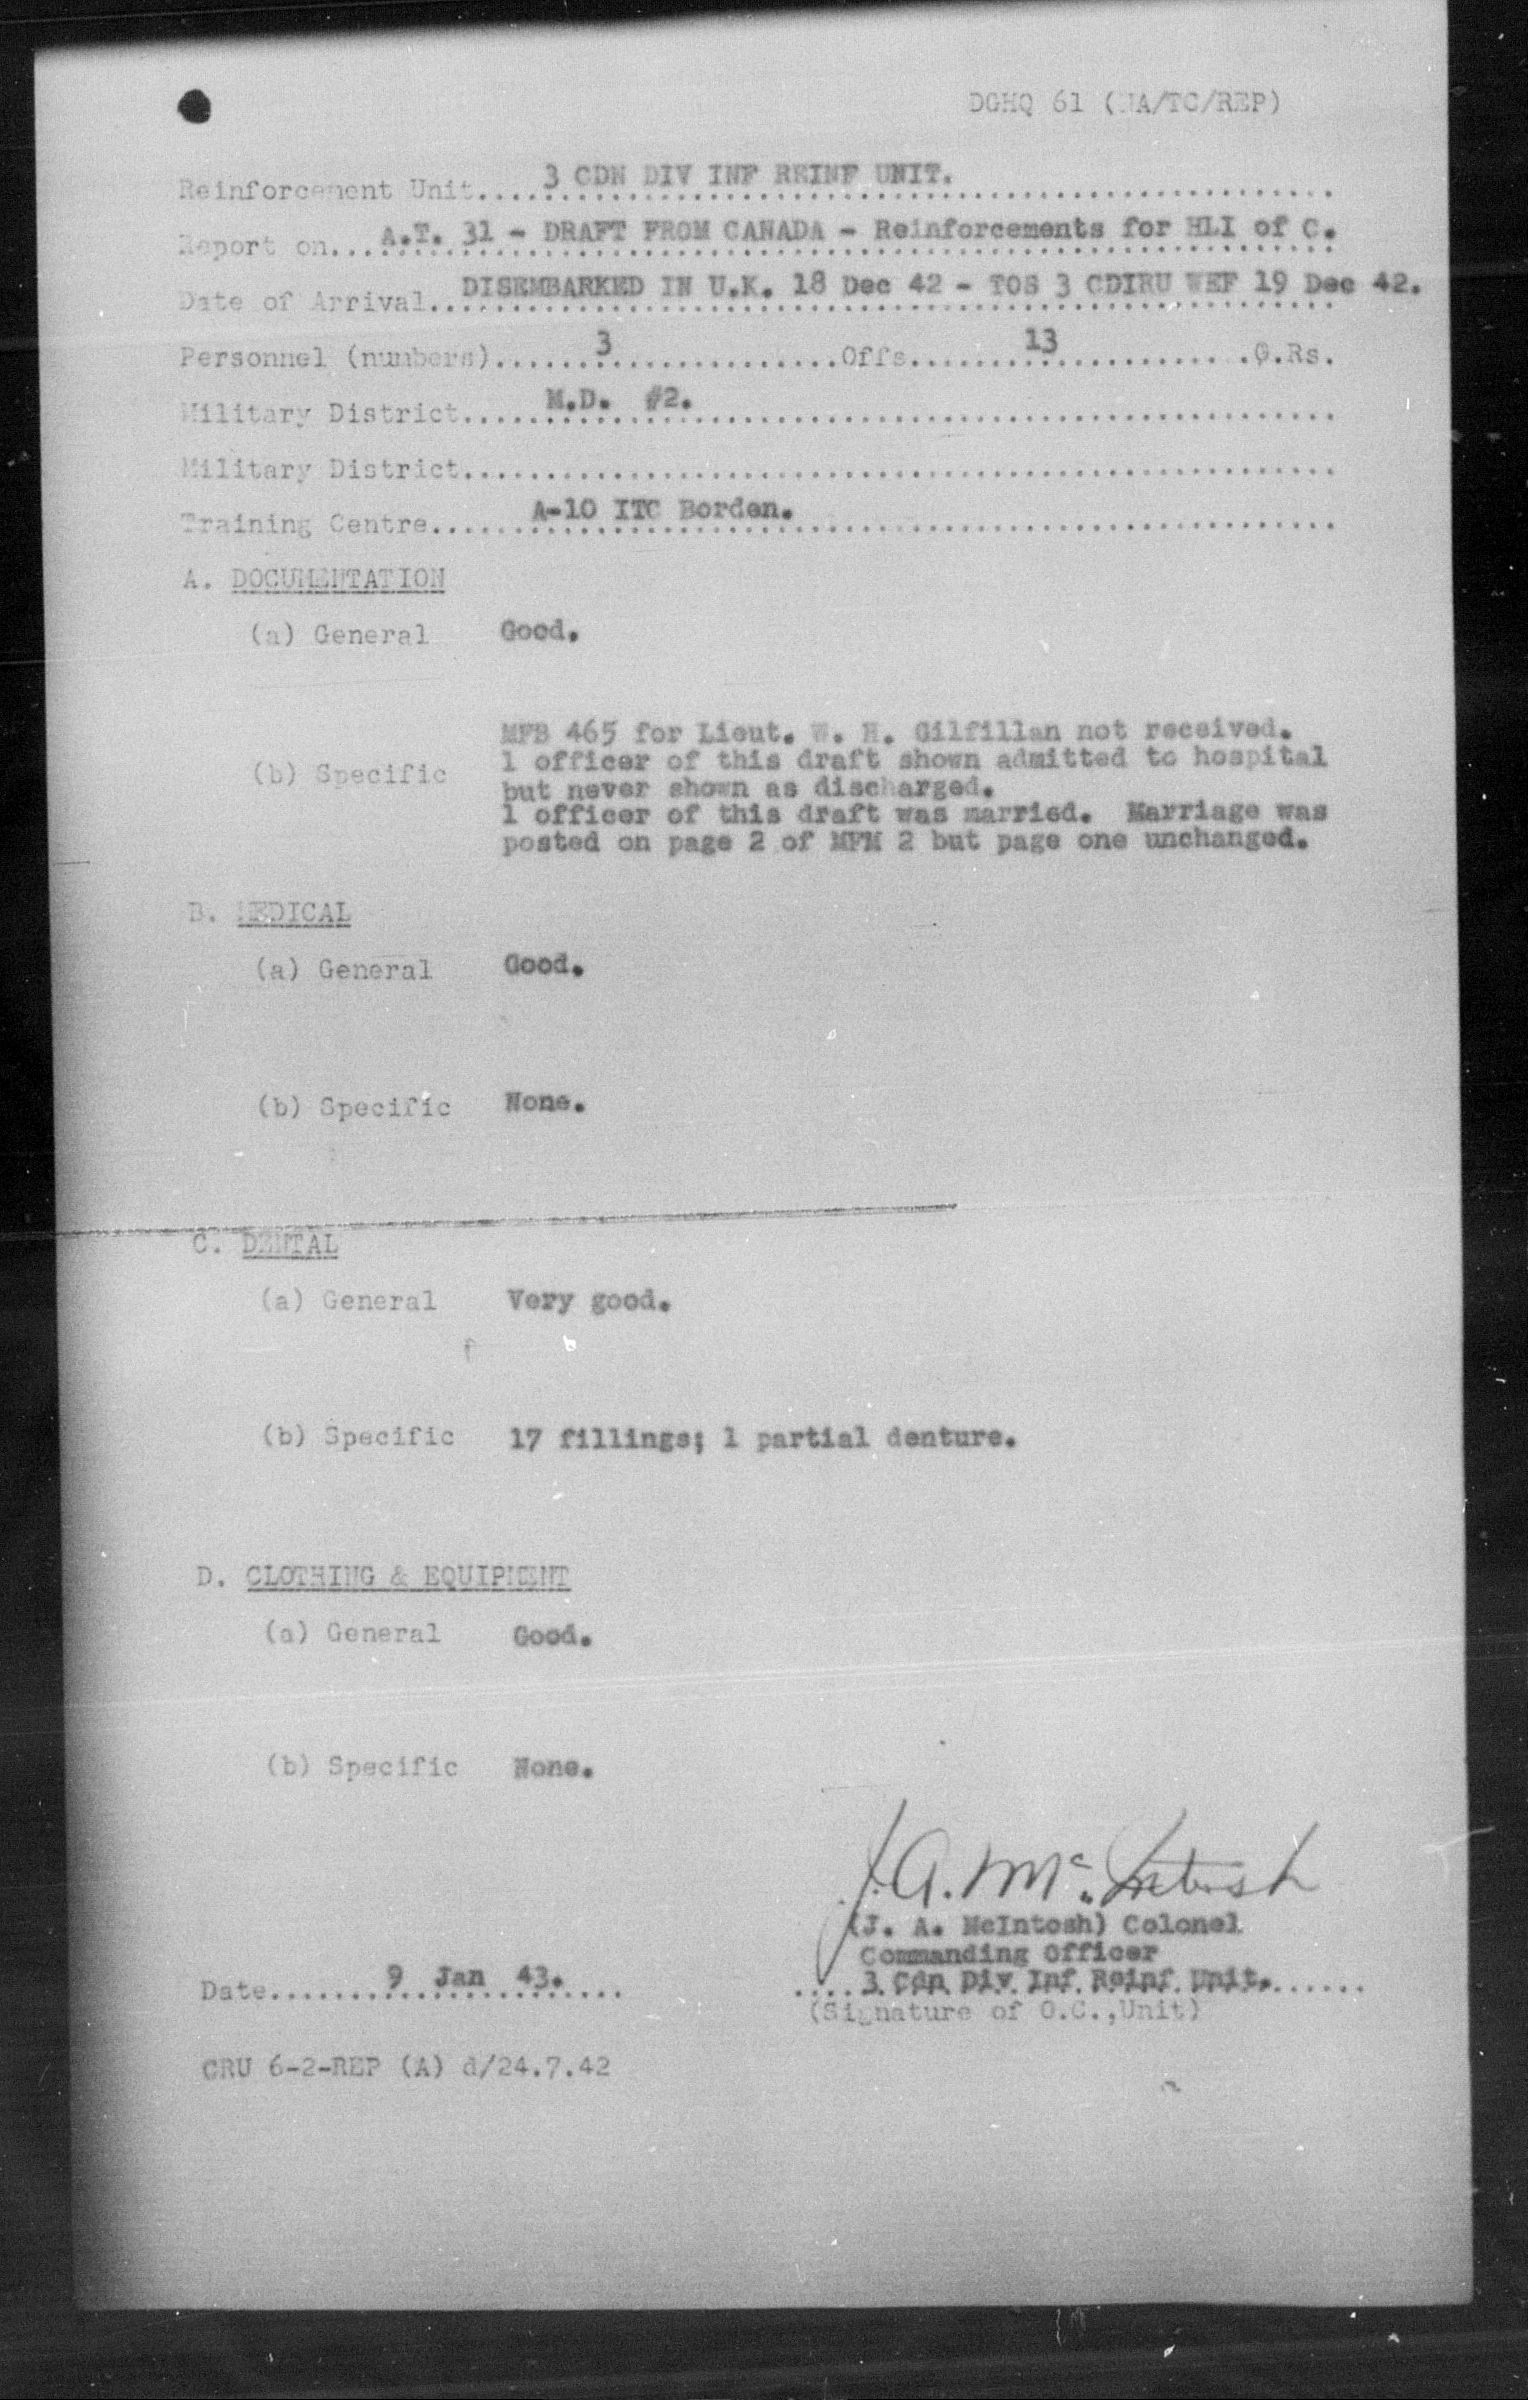 DGHQ 61 (NA/TC/REP)
Reinforcement Unit....3 CDN DIV INF REINF UNIT.
Report on...A.T. 31 - DRAFT FROM CANADA - Reinforcements for HLI of C.
Date of Arrival..DISEMBARKED IN U.K. 18 Dec 42 - TOS 3 CDIRU WEF 19 Dec 42.
Personnel (numbers)......3..............Offs.......13............O.Rs.
Military District.....M.D. #2.
Military District
Training Centre......A-10 ITC Borden.
A. DOCUMENTATION
(a) General Good.
MFB 465 for Lieut. W. H. Gilfillan not received.
(b) Specific 1 officer of this draft shown admitted to hospital
but never shown as discharged.
1 officer of this draft was married. Marriage was
posted on page 2 of MFM 2 but page one unchanged.
B. MEDICAL
(a) General Good.
(b) Specific None.
C. DENTAL
(a) General Very good.
(b) Specific 17 fillings; 1 partial denture.
D. CLOTHING & EQUIPMENT
(a) General Good.
(b) Specific None.
J. A. McIntosh
(J. A. McIntosh) Colonel
Commanding Officer
Date.......9 Jan 43....... ....3 Cdn Div Inf Reinf Unit.......
(Signature of O.C.,Unit)
CRU 6-2-REP (A) d/24.7.42